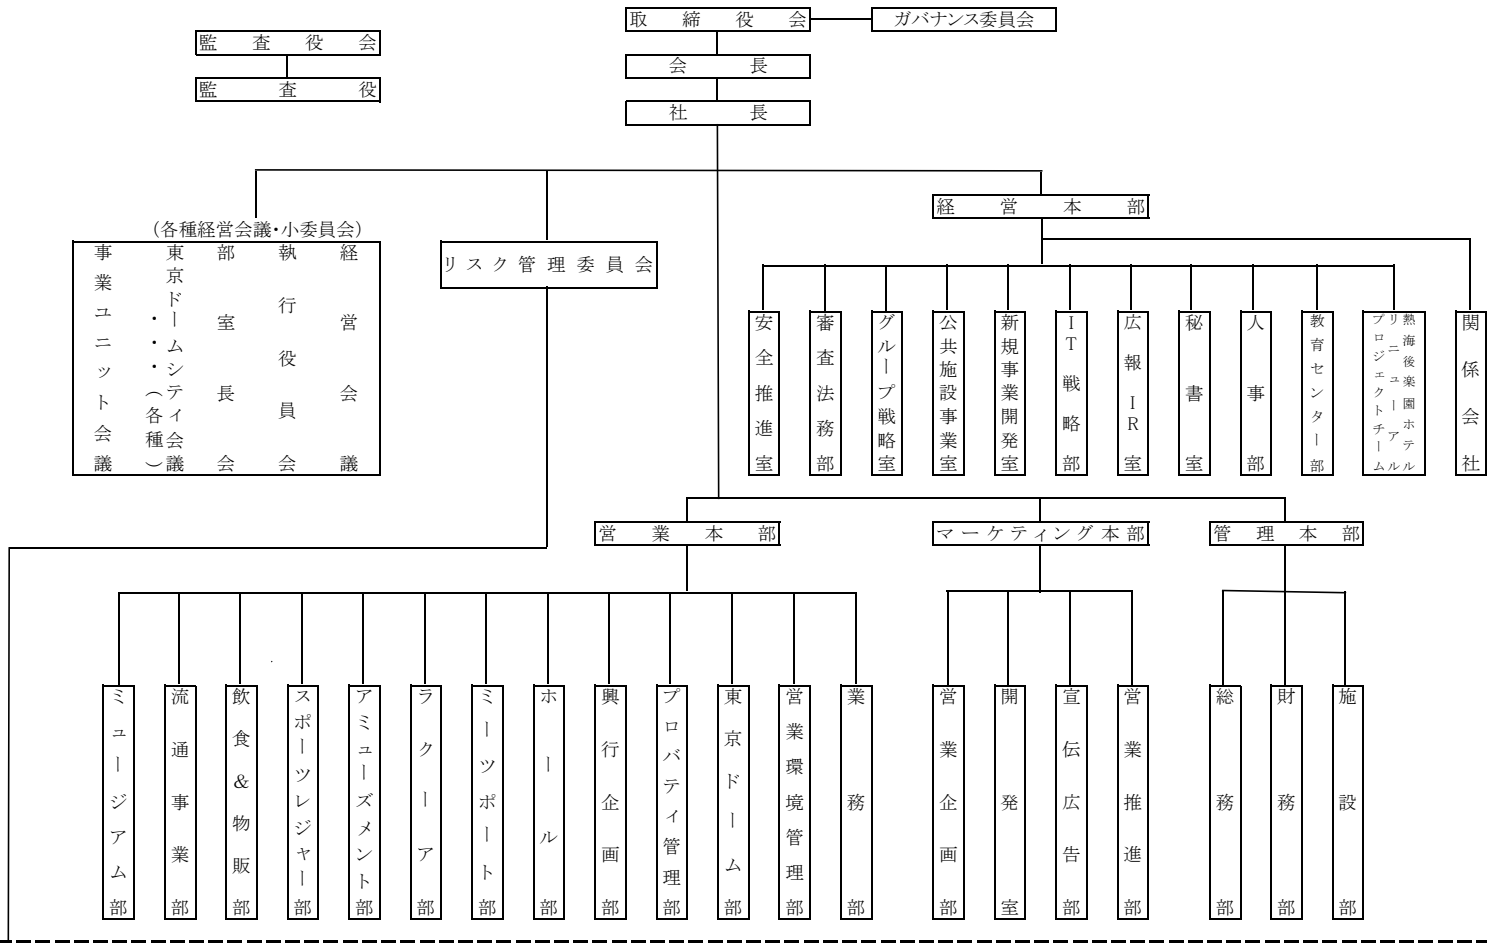 取締役会
ガバナンス委員会
監査役会
会長
監査役
社長
経営本部
(各種経営会議・小委員会)
経営会議
執行役員会
部室長会
東京ドームシティ会議
・・・(各種)
事業ユニット会議
リスク管理委員会
安全推進室
審査法務部
グループ戦略室
公共施設事業室
新規事業開発室
IT戦略部
広報IR室
秘書室
人事部
教育センター部
熱海後楽園ホテル
リニューアル
プロジェクトチーム
関係会社
営業本部
マーケティング本部
管理本部
ミュージアム部
流通事業部
飲食&物販部
スポーツレジャー部
アミューズメント部
ラクーア部
ミーツポート部
ホール部
興行企画部
プロバティ管理部
東京ドーム部
営業環境管理部
業務部
営業企画部
開発室
宣伝広告部
営業推進部
総務部
財務部
施設部